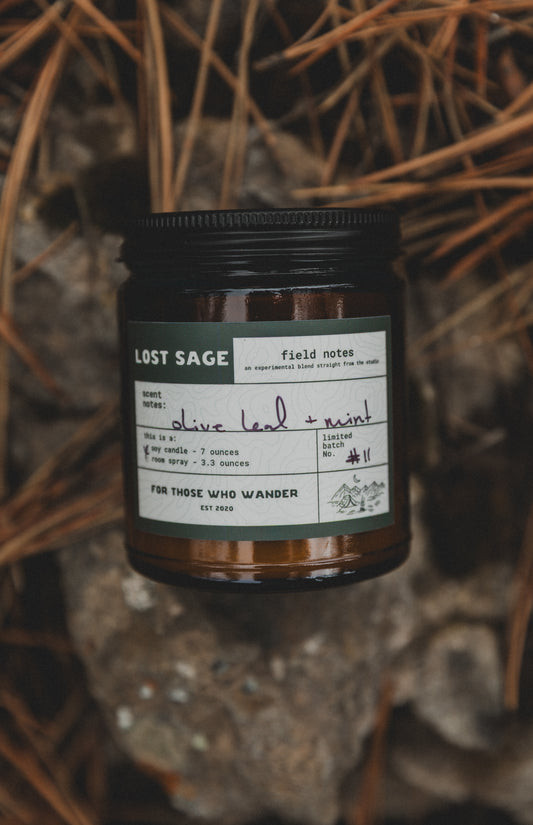 LOST SAGE
field notes
an experimental blend straight from the studio
scent
notes:
olive leaf + mint
this is a:
soy candle - 7 ounces
room spray - 3.3 ounces
limited
batch
No. #11
FOR THOSE WHO WANDER
EST 2020